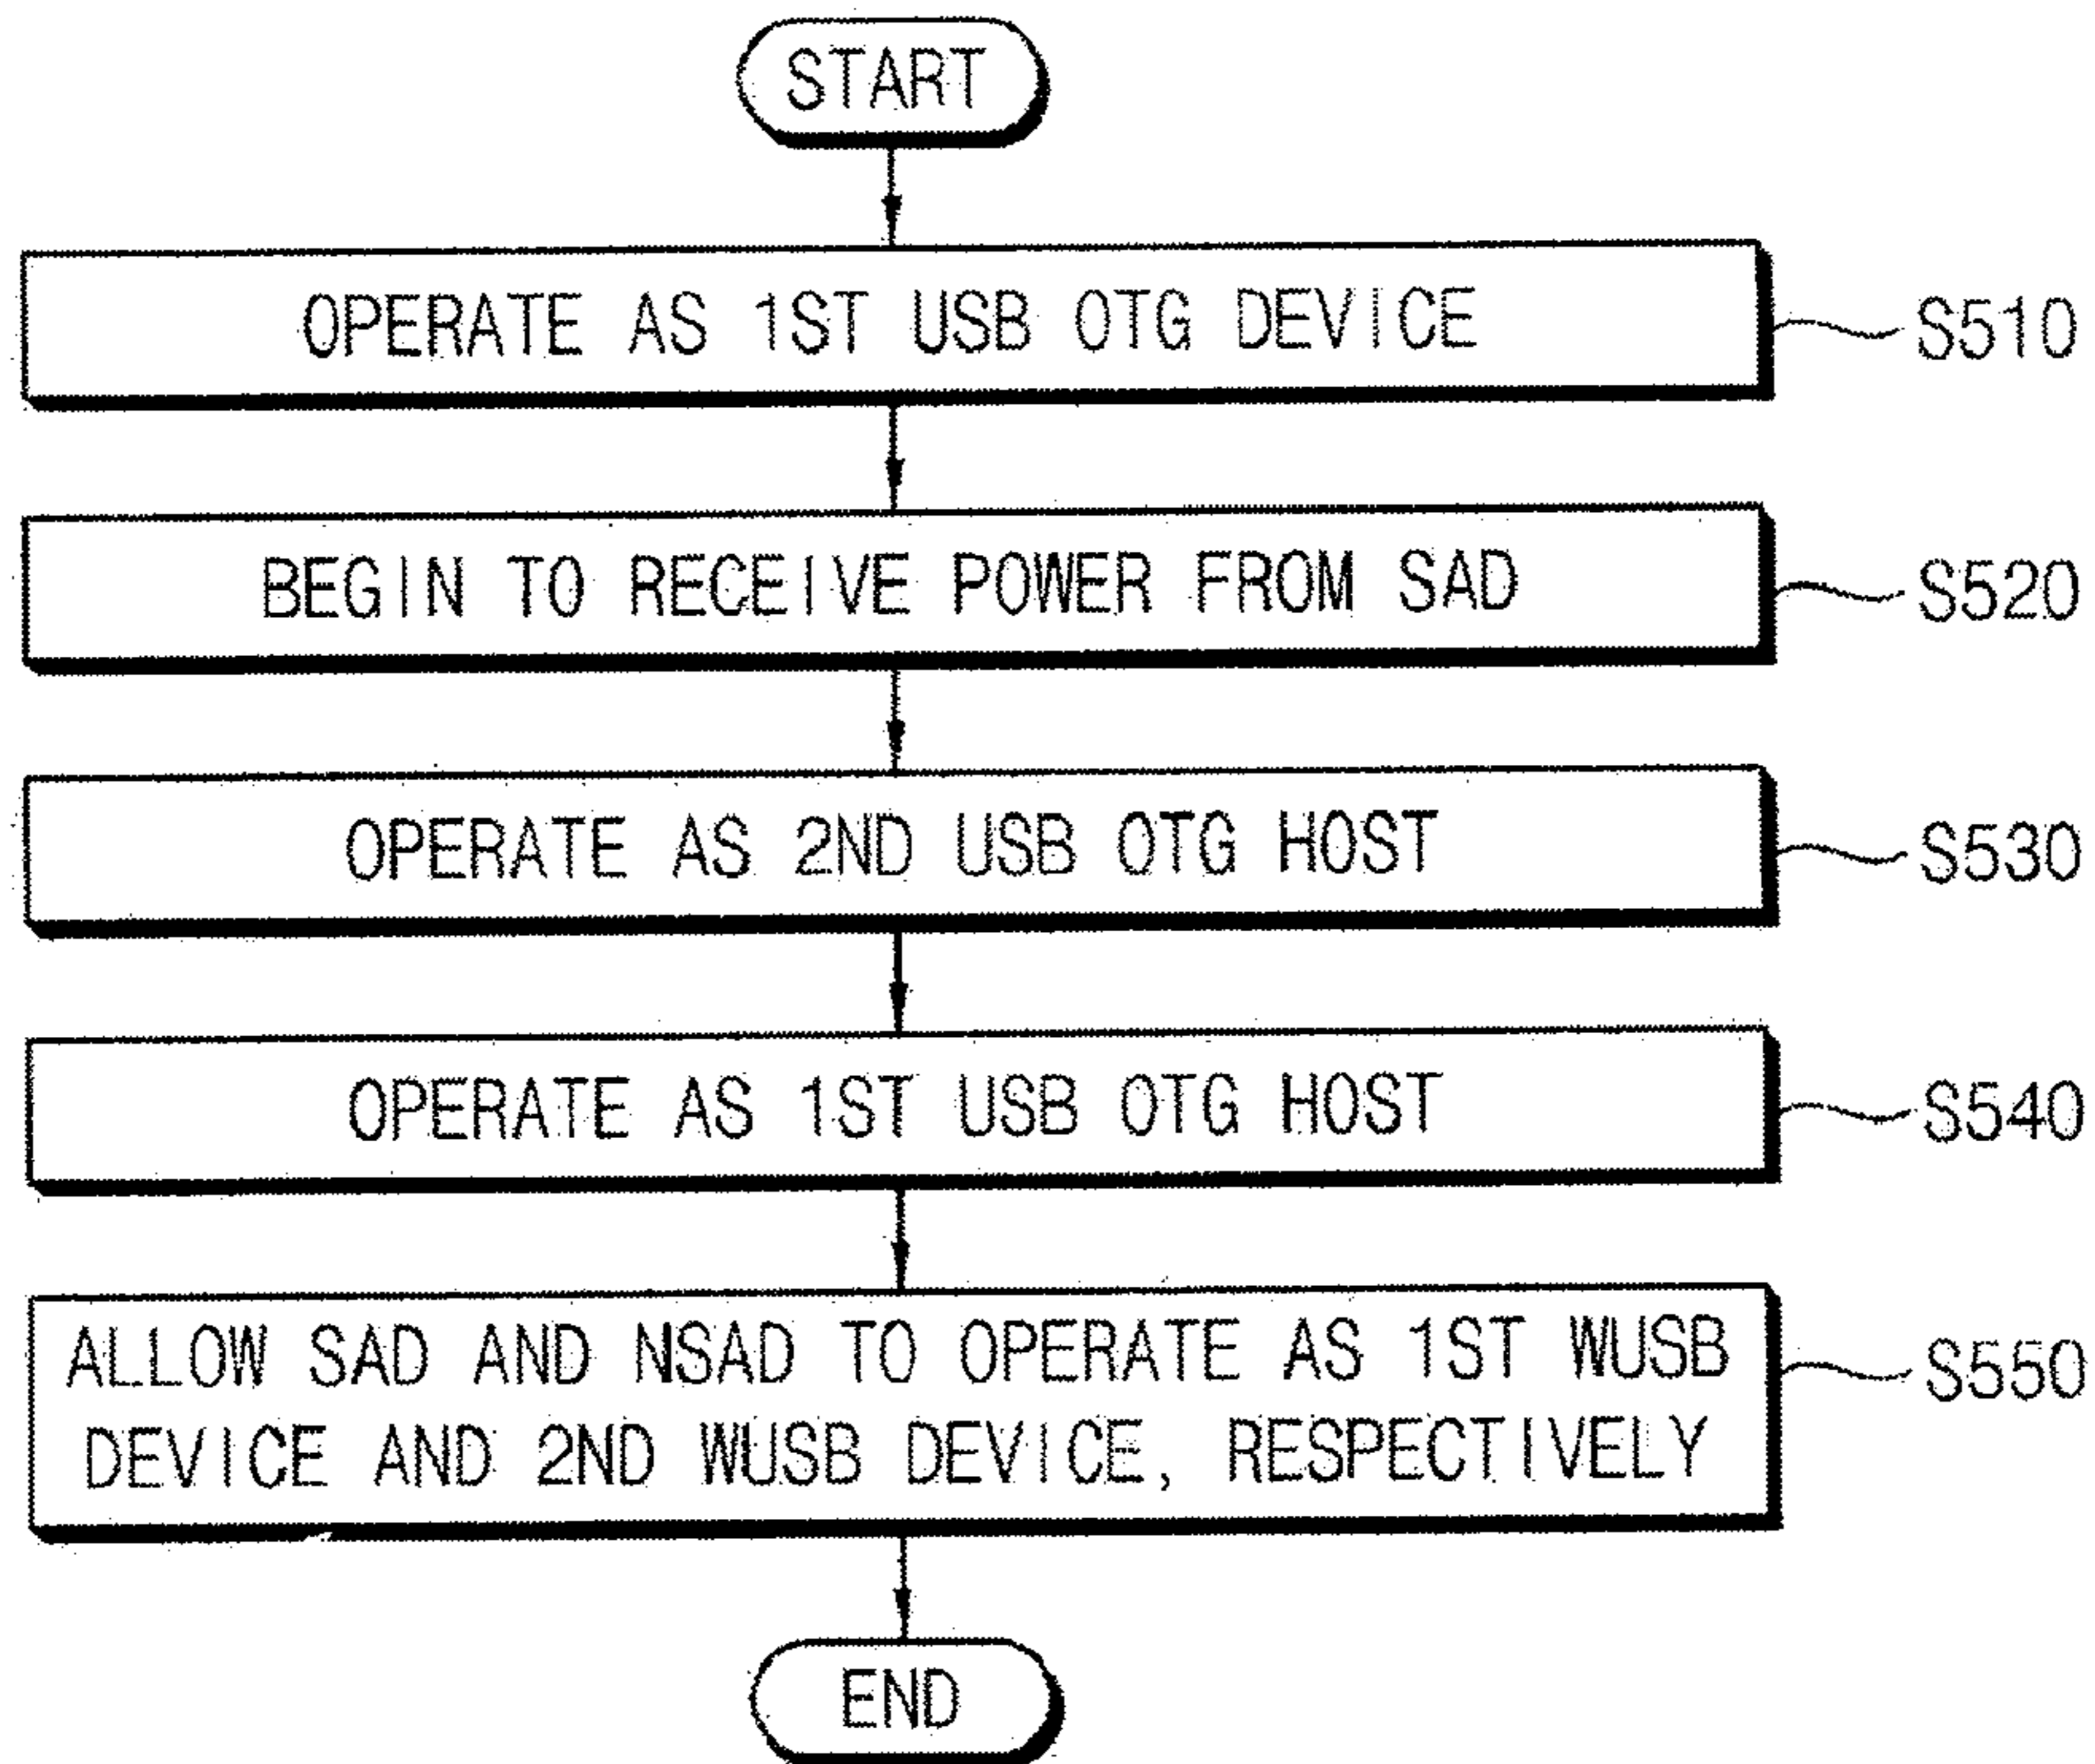 START
OPERATE AS 1ST USB OTG DEVICE
S510
BEGIN TO RECEIVE POWER FROM SAD
S520
OPERATE AS 2ND USB OTG HOST
S530
OPERATE AS 1ST USB OTG HOST
S540
ALLOW SAD AND NSAD TO OPERATE AS 1ST WUSB
DEVICE AND 2ND WUSB DEVICE, RESPECTIVELY
S550
END